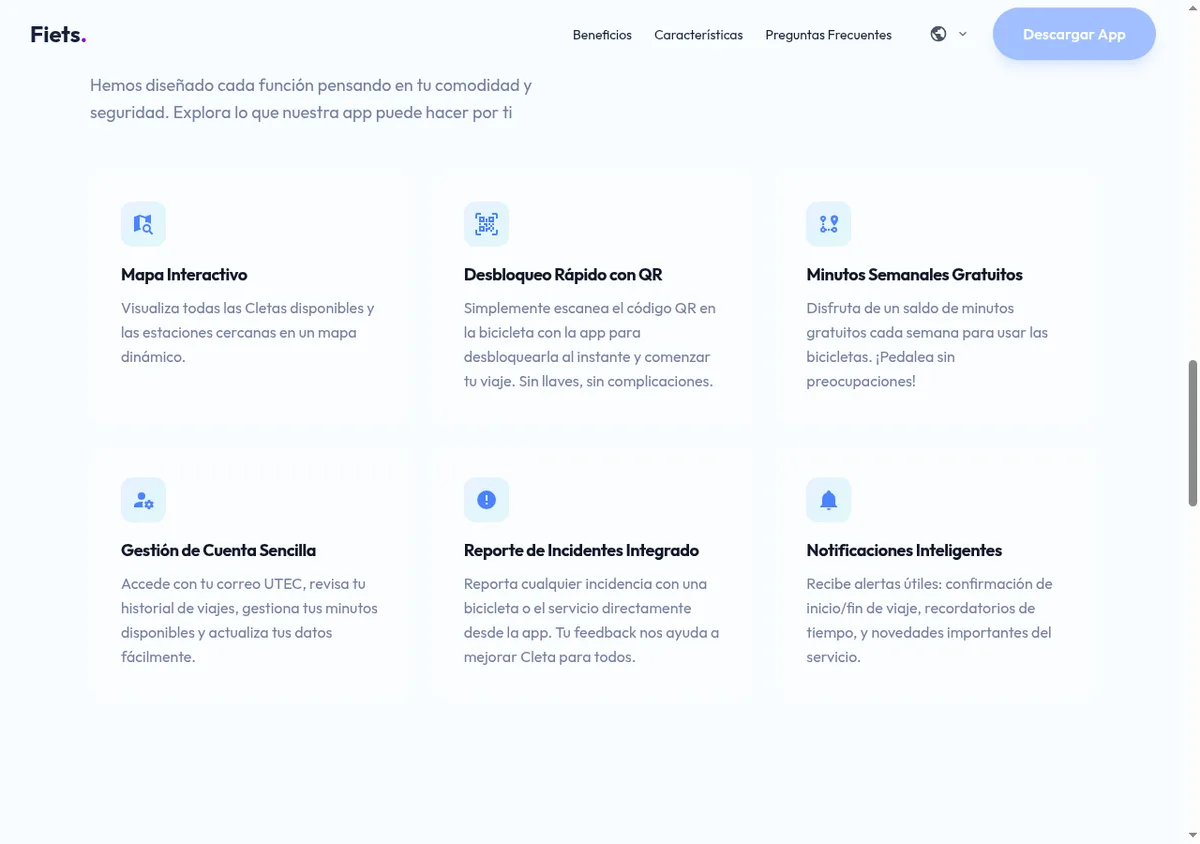 Fiets.
Beneficios
Características
Preguntas Frecuentes
Descargar App
Hemos diseñado cada función pensando en tu comodidad y
seguridad. Explora lo que nuestra app puede hacer por ti
Mapa Interactivo
Visualiza todas las Cletas disponibles y
las estaciones cercanas en un mapa
dinámico.
Desbloqueo Rápido con QR
Simplemente escanea el código QR en
la bicicleta con la app para
desbloquearla al instante y comenzar
tu viaje. Sin llaves, sin complicaciones.
Minutos Semanales Gratuitos
Disfruta de un saldo de minutos
gratuitos cada semana para usar las
bicicletas. ¡Pedalea sin
preocupaciones!
Gestión de Cuenta Sencilla
Accede con tu correo UTEC, revisa tu
historial de viajes, gestiona tus minutos
disponibles y actualiza tus datos
fácilmente.
Reporte de Incidentes Integrado
Reporta cualquier incidencia con una
bicicleta o el servicio directamente
desde la app. Tu feedback nos ayuda a
mejorar Cleta para todos.
Notificaciones Inteligentes
Recibe alertas útiles: confirmación de
inicio/fin de viaje, recordatorios de
tiempo, y novedades importantes del
servicio.